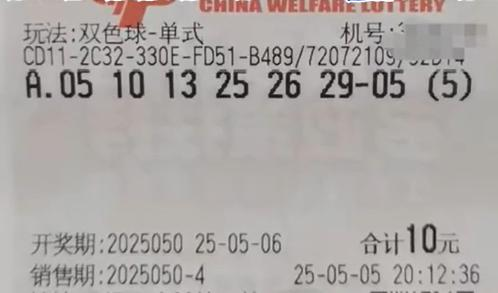 CHINA WELFARE LOTTERY
玩法:双色球-单式 机号:
CD11-2C32-330E-FD51-B489/72072109/
A.05 10 13 25 26 29-05 (5)
开奖期:2025050 25-05-06 合计10元
销售期:2025050-4 25-05-05 20:12:36